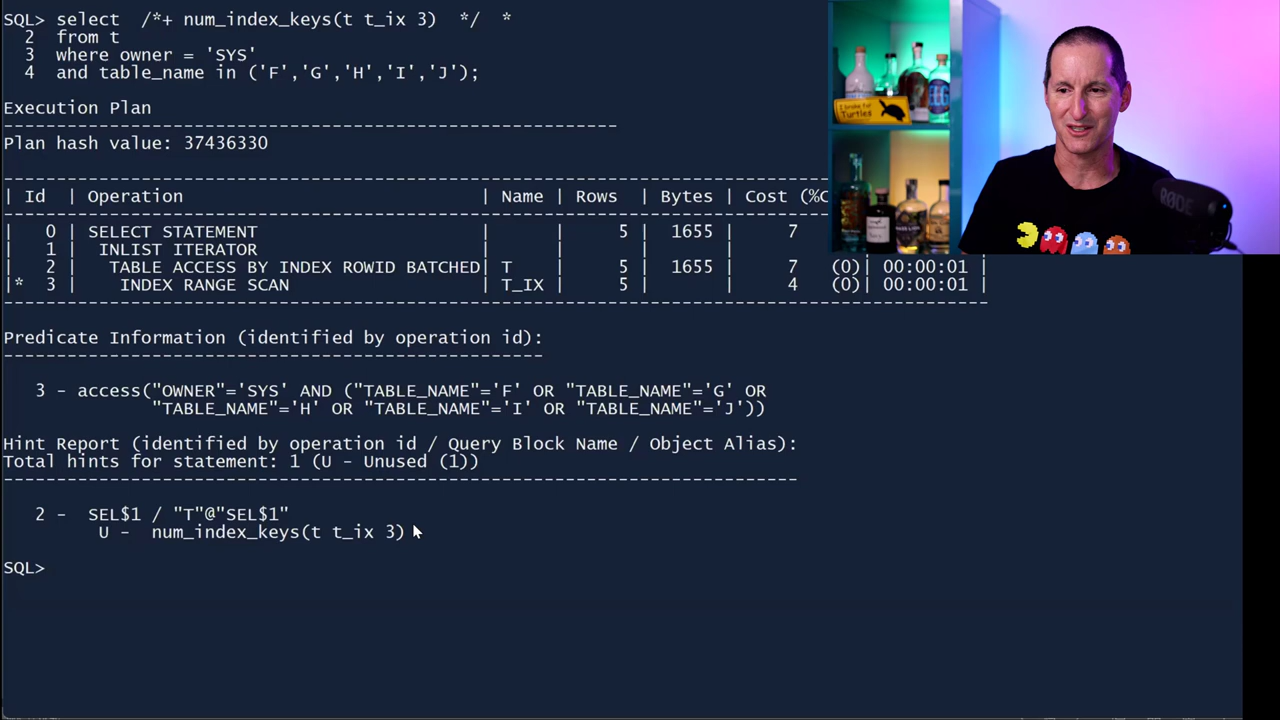 SQL> select  /*+ num_index_keys(t t_ix 3)  */  *
  2  from t
  3  where owner = 'SYS'
  4  and table_name in ('F','G','H','I','J');
Execution Plan
----------------------------------------------------------
Plan hash value: 37436330
| Id  | Operation                           | Name | Rows  | Bytes | Cost (%C
|   0 | SELECT STATEMENT                    |      |     5 |  1655 |     7
|   1 |  INLIST ITERATOR                    |      |       |       |
|   2 |   TABLE ACCESS BY INDEX ROWID BATCHED| T    |     5 |  1655 |     7   (0)| 00:00:01 |
|*  3 |    INDEX RANGE SCAN                 | T_IX |     5 |       |     4   (0)| 00:00:01 |
Predicate Information (identified by operation id):
---------------------------------------------------
   3 - access("OWNER"='SYS' AND ("TABLE_NAME"='F' OR "TABLE_NAME"='G' OR
              "TABLE_NAME"='H' OR "TABLE_NAME"='I' OR "TABLE_NAME"='J'))
Hint Report (identified by operation id / Query Block Name / Object Alias):
Total hints for statement: 1 (U - Unused (1))
---------------------------------------------------------------------------
   2 -  SEL$1 / "T"@"SEL$1"
         U -  num_index_keys(t t_ix 3)
SQL>
I brake for
Turtles
RØDE